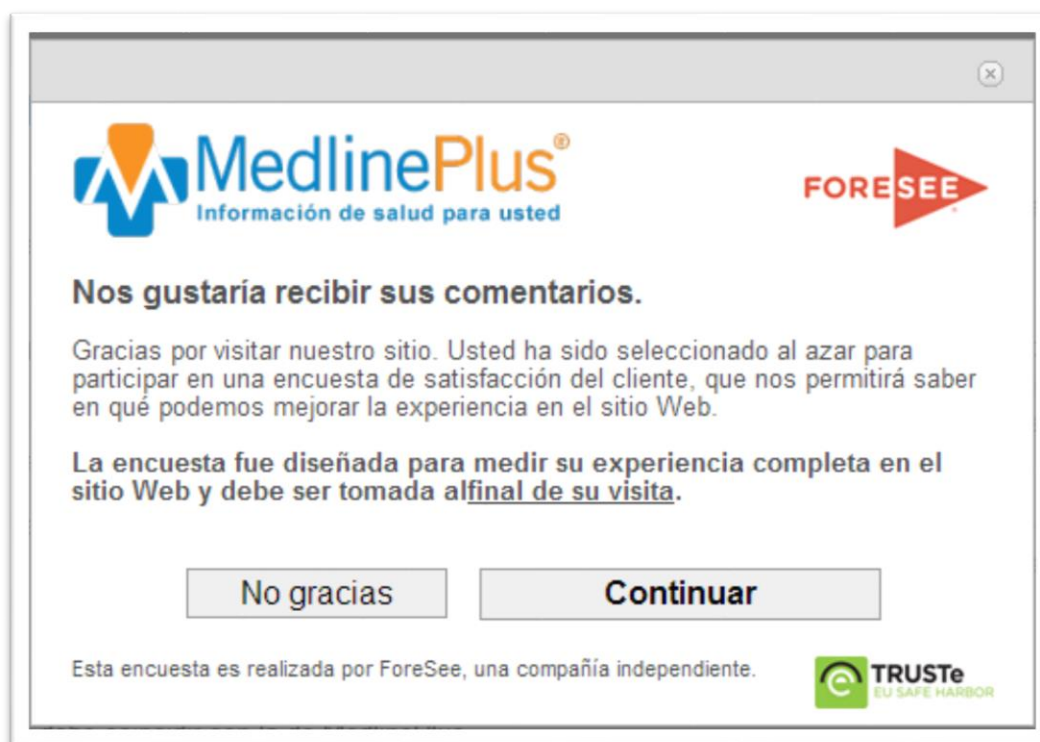 MedlinePlus®
Información de salud para usted
FORESEE
Nos gustaría recibir sus comentarios.
Gracias por visitar nuestro sitio. Usted ha sido seleccionado al azar para
participar en una encuesta de satisfacción del cliente, que nos permitirá saber
en qué podemos mejorar la experiencia en el sitio Web.
La encuesta fue diseñada para medir su experiencia completa en el
sitio Web y debe ser tomada alfinal de su visita.
No gracias
Continuar
Esta encuesta es realizada por ForeSee, una compañía independiente.
TRUSTe
EU SAFE HARBOR